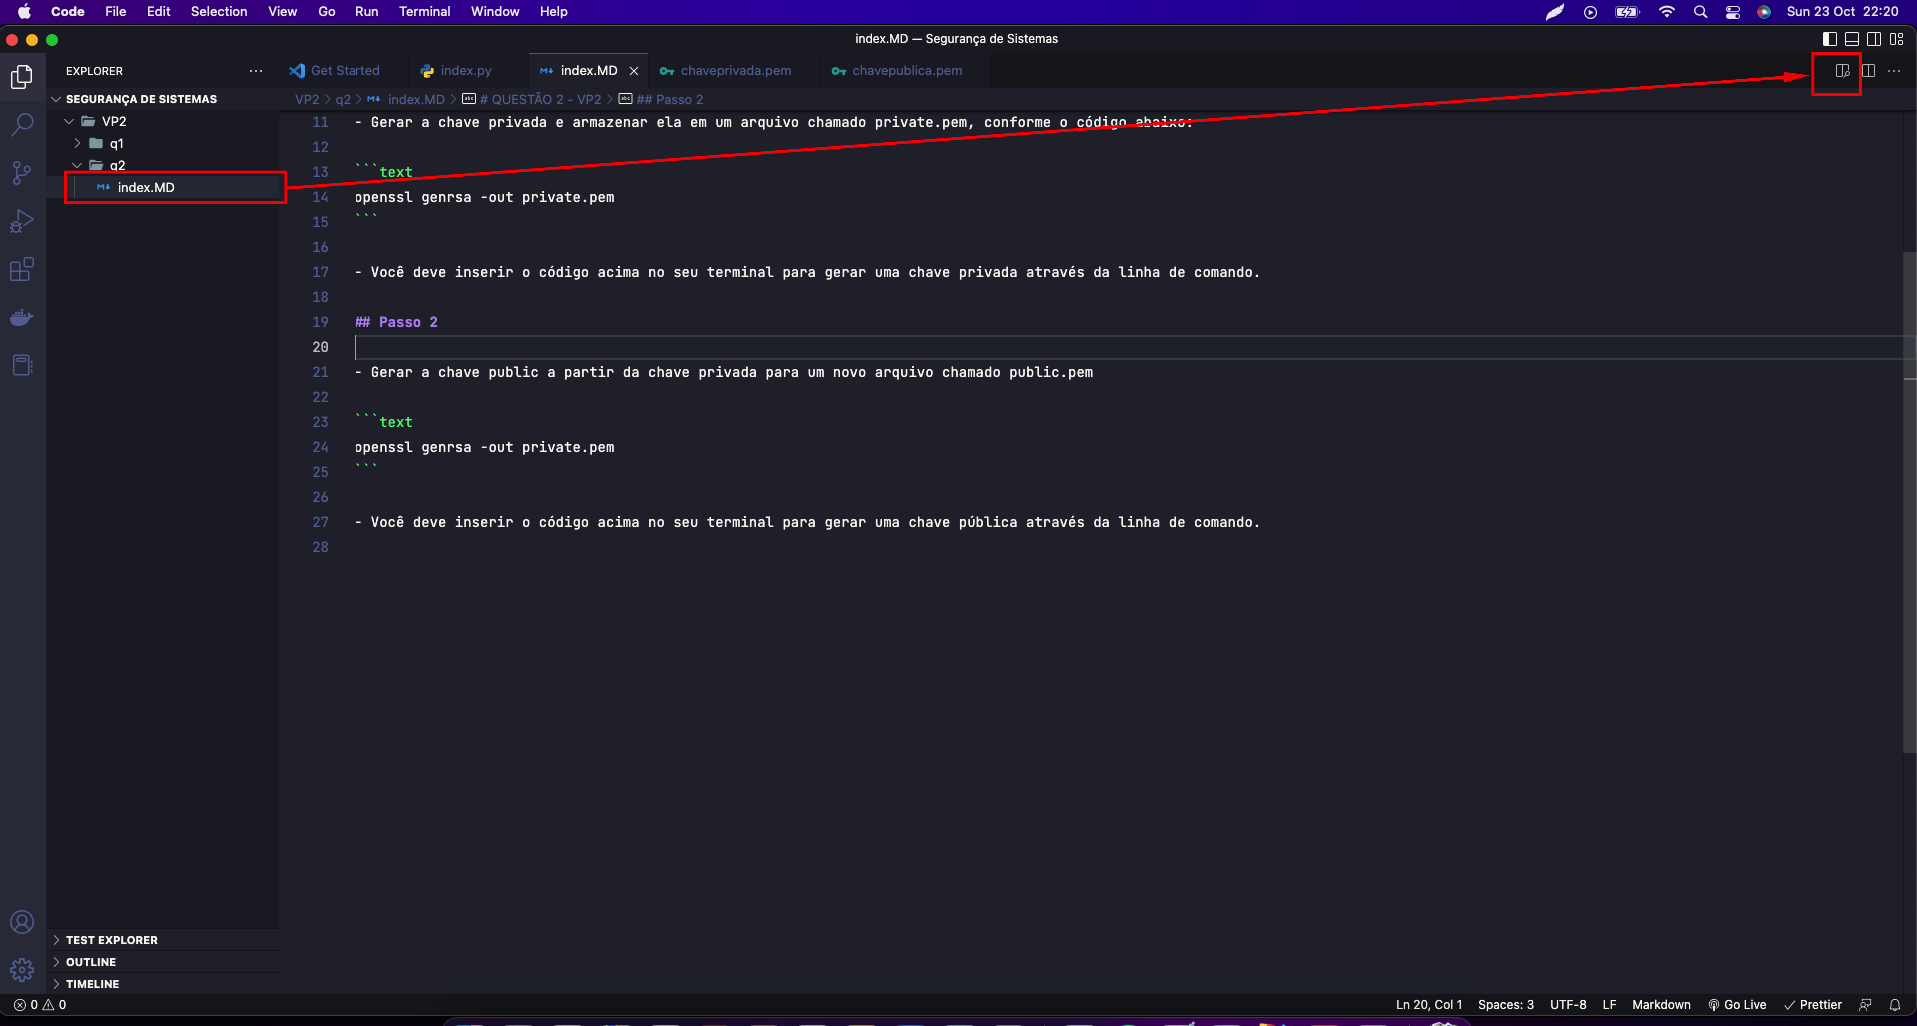 Code File Edit Selection View Go Run Terminal Window Help Sun 23 Oct 22:20
index.MD — Segurança de Sistemas
EXPLORER
Get Started index.py index.MD chaveprivada.pem chavepublica.pem
SEGURANÇA DE SISTEMAS
VP2
q1
q2
index.MD
VP2 > q2 > index.MD > # QUESTÃO 2 - VP2 > ## Passo 2
11 - Gerar a chave privada e armazenar ela em um arquivo chamado private.pem, conforme o código abaixo:
12
13 ```text
14 openssl genrsa -out private.pem
15 ```
16
17 - Você deve inserir o código acima no seu terminal para gerar uma chave privada através da linha de comando.
18
19 ## Passo 2
20
21 - Gerar a chave public a partir da chave privada para um novo arquivo chamado public.pem
22
23 ```text
24 openssl genrsa -out private.pem
25 ```
26
27 - Você deve inserir o código acima no seu terminal para gerar uma chave pública através da linha de comando.
28
TEST EXPLORER
OUTLINE
TIMELINE
0 0 Ln 20, Col 1 Spaces: 3 UTF-8 LF Markdown Go Live Prettier